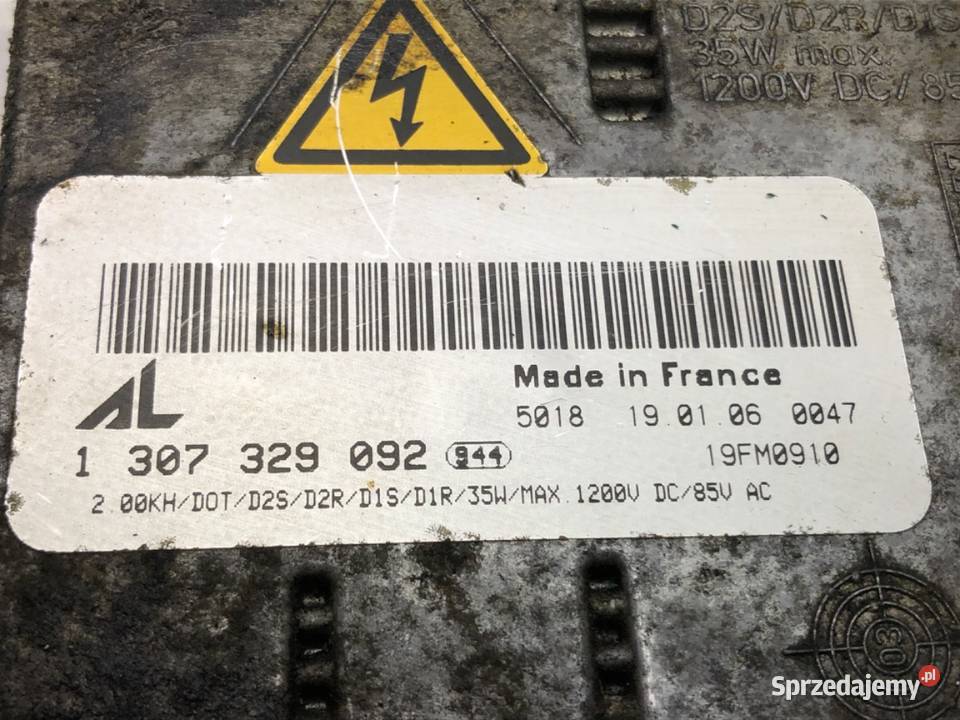 D2S/D2R/D1S
35W max.
1200V DC/85
AL
Made in France
5018 19.01.06 0047
1 307 329 092 944
19FM0910
2.00KH/DOT/D2S/D2R/D1S/D1R/35W/MAX.1200V DC/85V AC
03
Sprzedajemy.pl